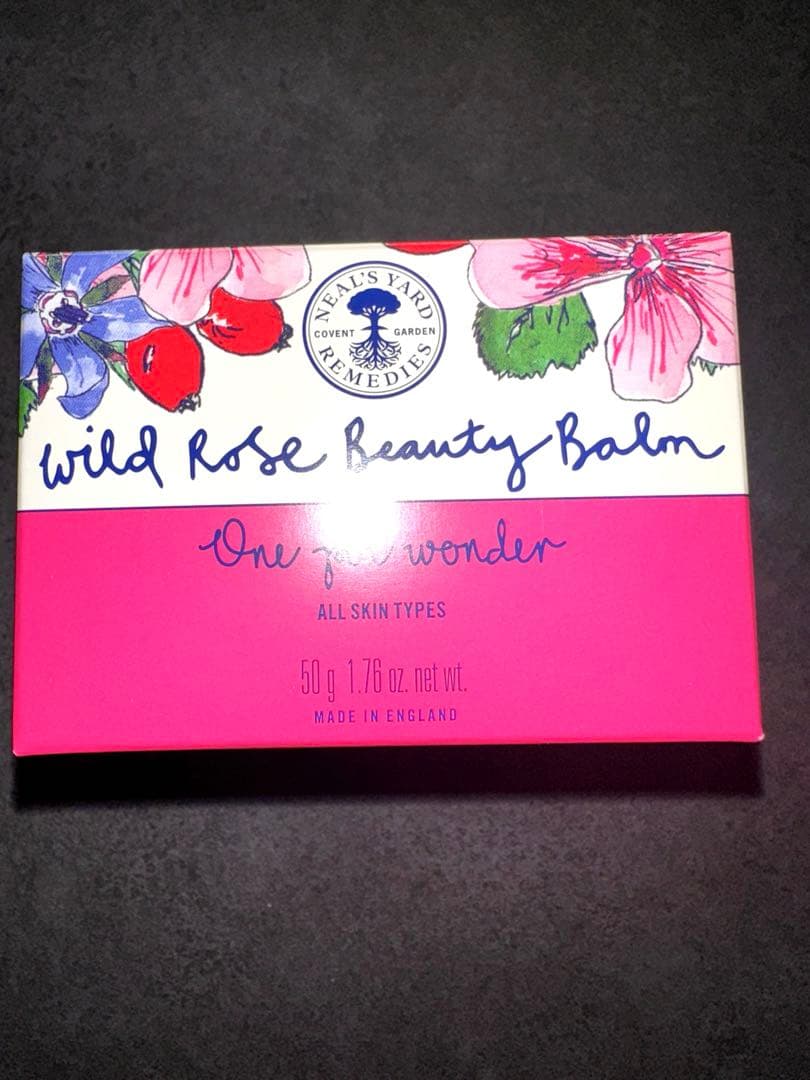 NEAL'S YARD
COVENT GARDEN
REMEDIES
Wild Rose Beauty Balm
One jar wonder
ALL SKIN TYPES
50 g 1.76 oz. net wt.
MADE IN ENGLAND